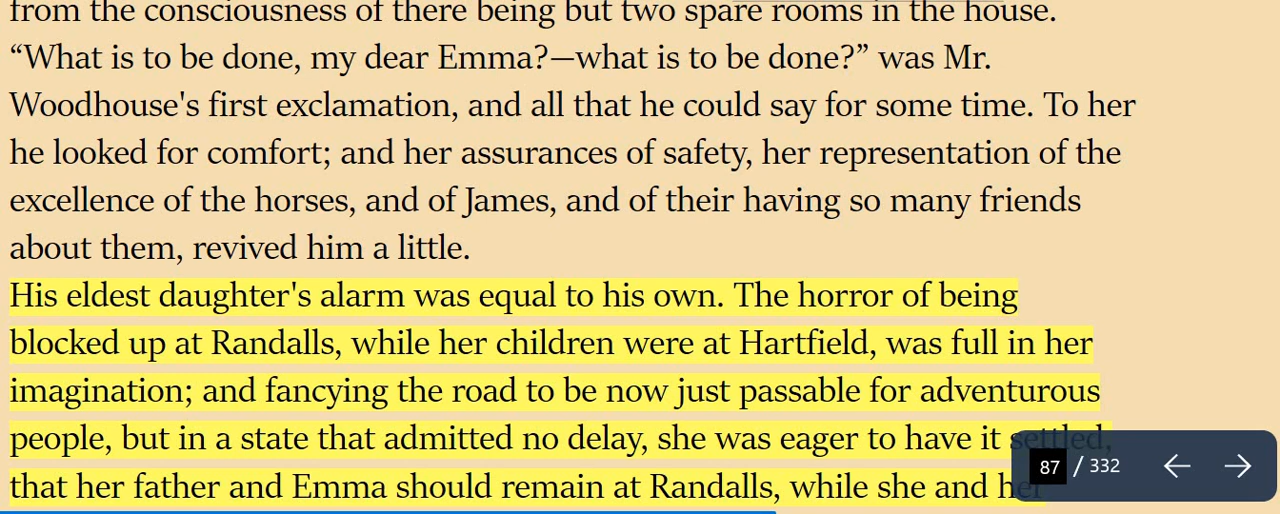 from the consciousness of there being but two spare rooms in the house.
“What is to be done, my dear Emma?—what is to be done?” was Mr.
Woodhouse's first exclamation, and all that he could say for some time. To her
he looked for comfort; and her assurances of safety, her representation of the
excellence of the horses, and of James, and of their having so many friends
about them, revived him a little.
His eldest daughter's alarm was equal to his own. The horror of being
blocked up at Randalls, while her children were at Hartfield, was full in her
imagination; and fancying the road to be now just passable for adventurous
people, but in a state that admitted no delay, she was eager to have it settled,
that her father and Emma should remain at Randalls, while she and her
87 / 332